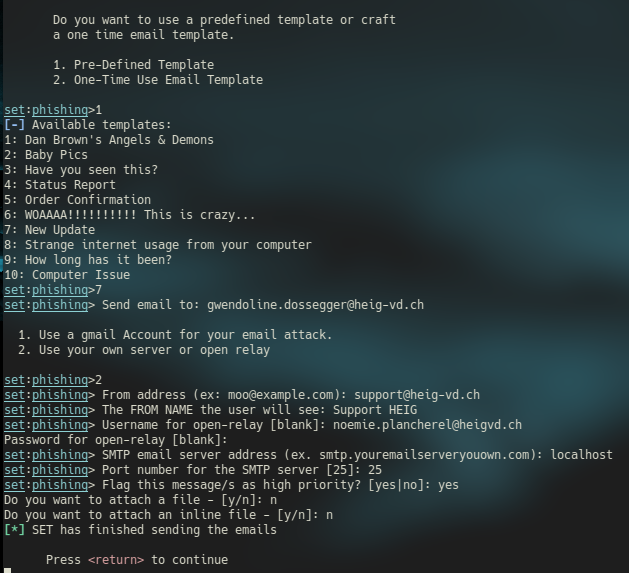 Do you want to use a predefined template or craft
a one time email template.
1. Pre-Defined Template
2. One-Time Use Email Template
set:phishing>1
[-] Available templates:
1: Dan Brown's Angels & Demons
2: Baby Pics
3: Have you seen this?
4: Status Report
5: Order Confirmation
6: WOAAAA!!!!!!!!!! This is crazy...
7: New Update
8: Strange internet usage from your computer
9: How long has it been?
10: Computer Issue
set:phishing>7
set:phishing> Send email to: gwendoline.dossegger@heig-vd.ch
1. Use a gmail Account for your email attack.
2. Use your own server or open relay
set:phishing>2
set:phishing> From address (ex: moo@example.com): support@heig-vd.ch
set:phishing> The FROM NAME the user will see: Support HEIG
set:phishing> Username for open-relay [blank]: noemie.plancherel@heigvd.ch
Password for open-relay [blank]:
set:phishing> SMTP email server address (ex. smtp.youremailserveryouown.com): localhost
set:phishing> Port number for the SMTP server [25]: 25
set:phishing> Flag this message/s as high priority? [yes|no]: yes
Do you want to attach a file - [y/n]: n
Do you want to attach an inline file - [y/n]: n
[*] SET has finished sending the emails
Press <return> to continue